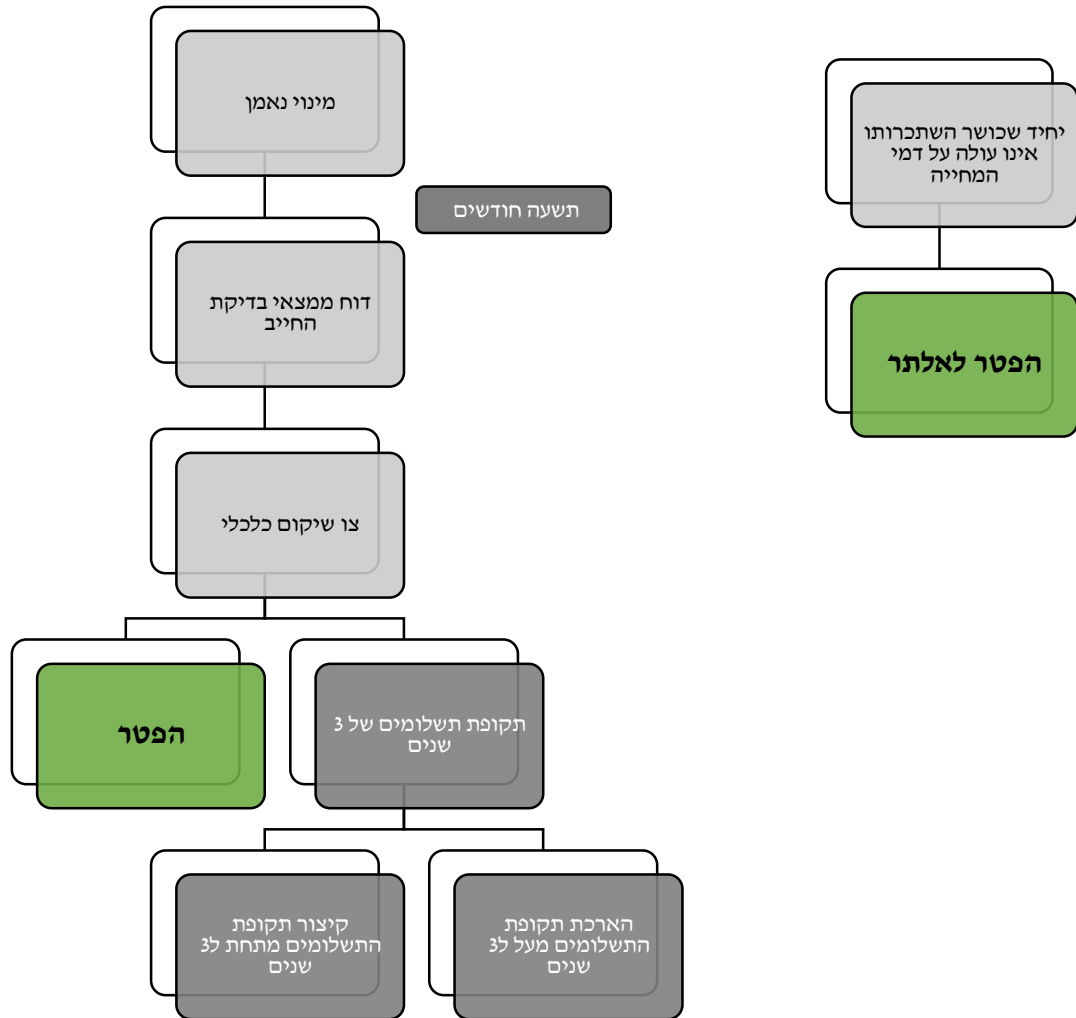 מינוי נאמן
תשעה חודשים
דוח ממצאי בדיקת
החייב
צו שיקום כלכלי
הפטר
תקופת תשלומים של 3
שנים
קיצור תקופת
התשלומים מתחת ל3
שנים
הארכת תקופת
התשלומים מעל ל3
שנים
יחיד שכושר השתכרותו
אינו עולה על דמי
המחייה
הפטר לאלתר